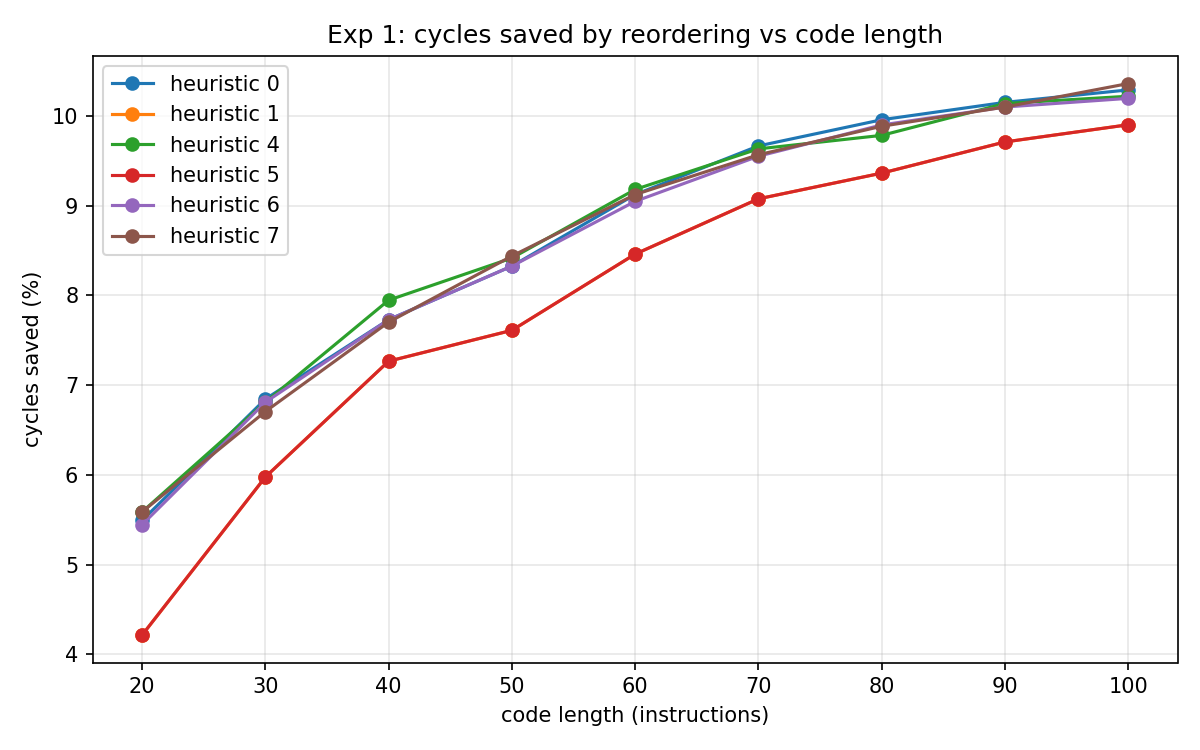 Exp 1: cycles saved by reordering vs code length
heuristic 0
heuristic 1
heuristic 4
heuristic 5
heuristic 6
heuristic 7
cycles saved (%)
10
9
8
7
6
5
4
20 30 40 50 60 70 80 90 100
code length (instructions)